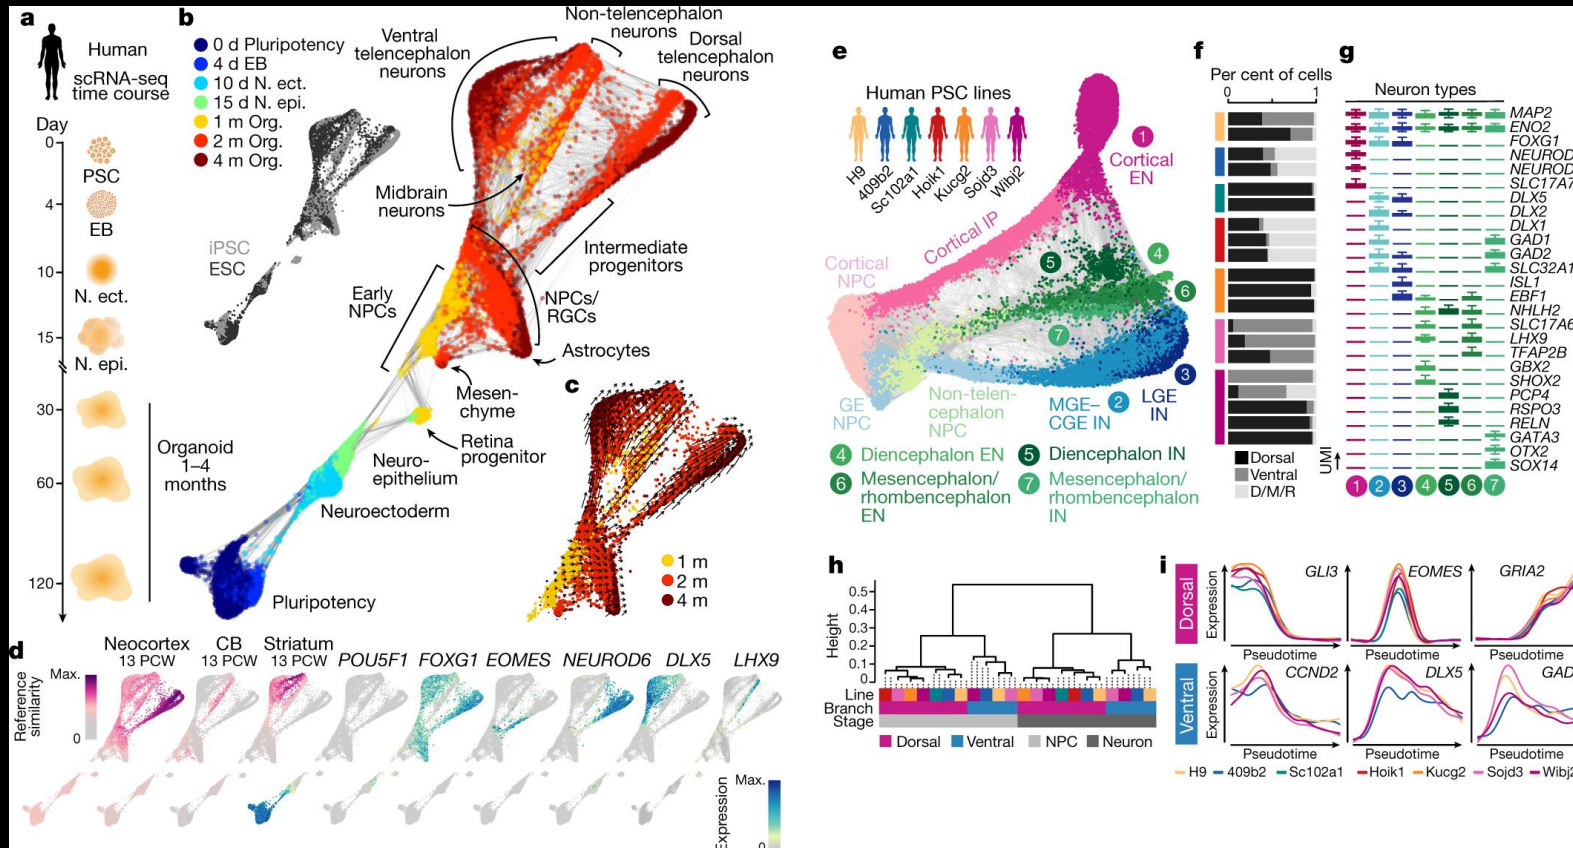 a
Human
scRNA-seq
time course
Day
0
PSC
4
EB
10
N. ect.
15
N. epi.
30
60
120
Organoid
1–4
months
b
0 d Pluripotency
4 d EB
10 d N. ect.
15 d N. epi.
1 m Org.
2 m Org.
4 m Org.
iPSC
ESC
Ventral
telencephalon
neurons
Non-telencephalon
neurons
Dorsal
telencephalon
neurons
Midbrain
neurons
Intermediate
progenitors
Early
NPCs
NPCs/
RGCs
Astrocytes
Mesen-
chyme
Retina
progenitor
Neuro-
epithelium
Neuroectoderm
Pluripotency
c
1 m
2 m
4 m
d
Neocortex
13 PCW
CB
13 PCW
Striatum
13 PCW
POU5F1
FOXG1
EOMES
NEUROD6
DLX5
LHX9
Max.
Reference
similarity
0
Max.
Expression
0
e
Human PSC lines
H9
409b2
Sc102a1
Hoik1
Kucg2
Sojd3
Wibj2
1
Cortical
EN
Cortical IP
Cortical
NPC
5
4
6
7
3
GE
NPC
Non-telen-
cephalon
NPC
MGE–
CGE IN
2
LGE
IN
4 Diencephalon EN
5 Diencephalon IN
6 Mesencephalon/
rhombencephalon
EN
7 Mesencephalon/
rhombencephalon
IN
f
Per cent of cells
0 1
Dorsal
Ventral
D/M/R
g
Neuron types
MAP2
ENO2
FOXG1
NEUROD
NEUROD
SLC17A7
DLX5
DLX2
DLX1
GAD1
GAD2
SLC32A1
ISL1
EBF1
NHLH2
SLC17A6
LHX9
TFAP2B
GBX2
SHOX2
PCP4
RSPO3
RELN
GATA3
OTX2
SOX14
UMI
1 2 3 4 5 6 7
h
Height
0.5
0.4
0.3
0.2
0.1
0
Line
Branch
Stage
Dorsal
Ventral
NPC
Neuron
i
Dorsal
Expression
GLI3
EOMES
GRIA2
Pseudotime
Pseudotime
Pseudotime
Ventral
Expression
CCND2
DLX5
GAD
Pseudotime
Pseudotime
Pseudotime
H9
409b2
Sc102a1
Hoik1
Kucg2
Sojd3
Wibj2